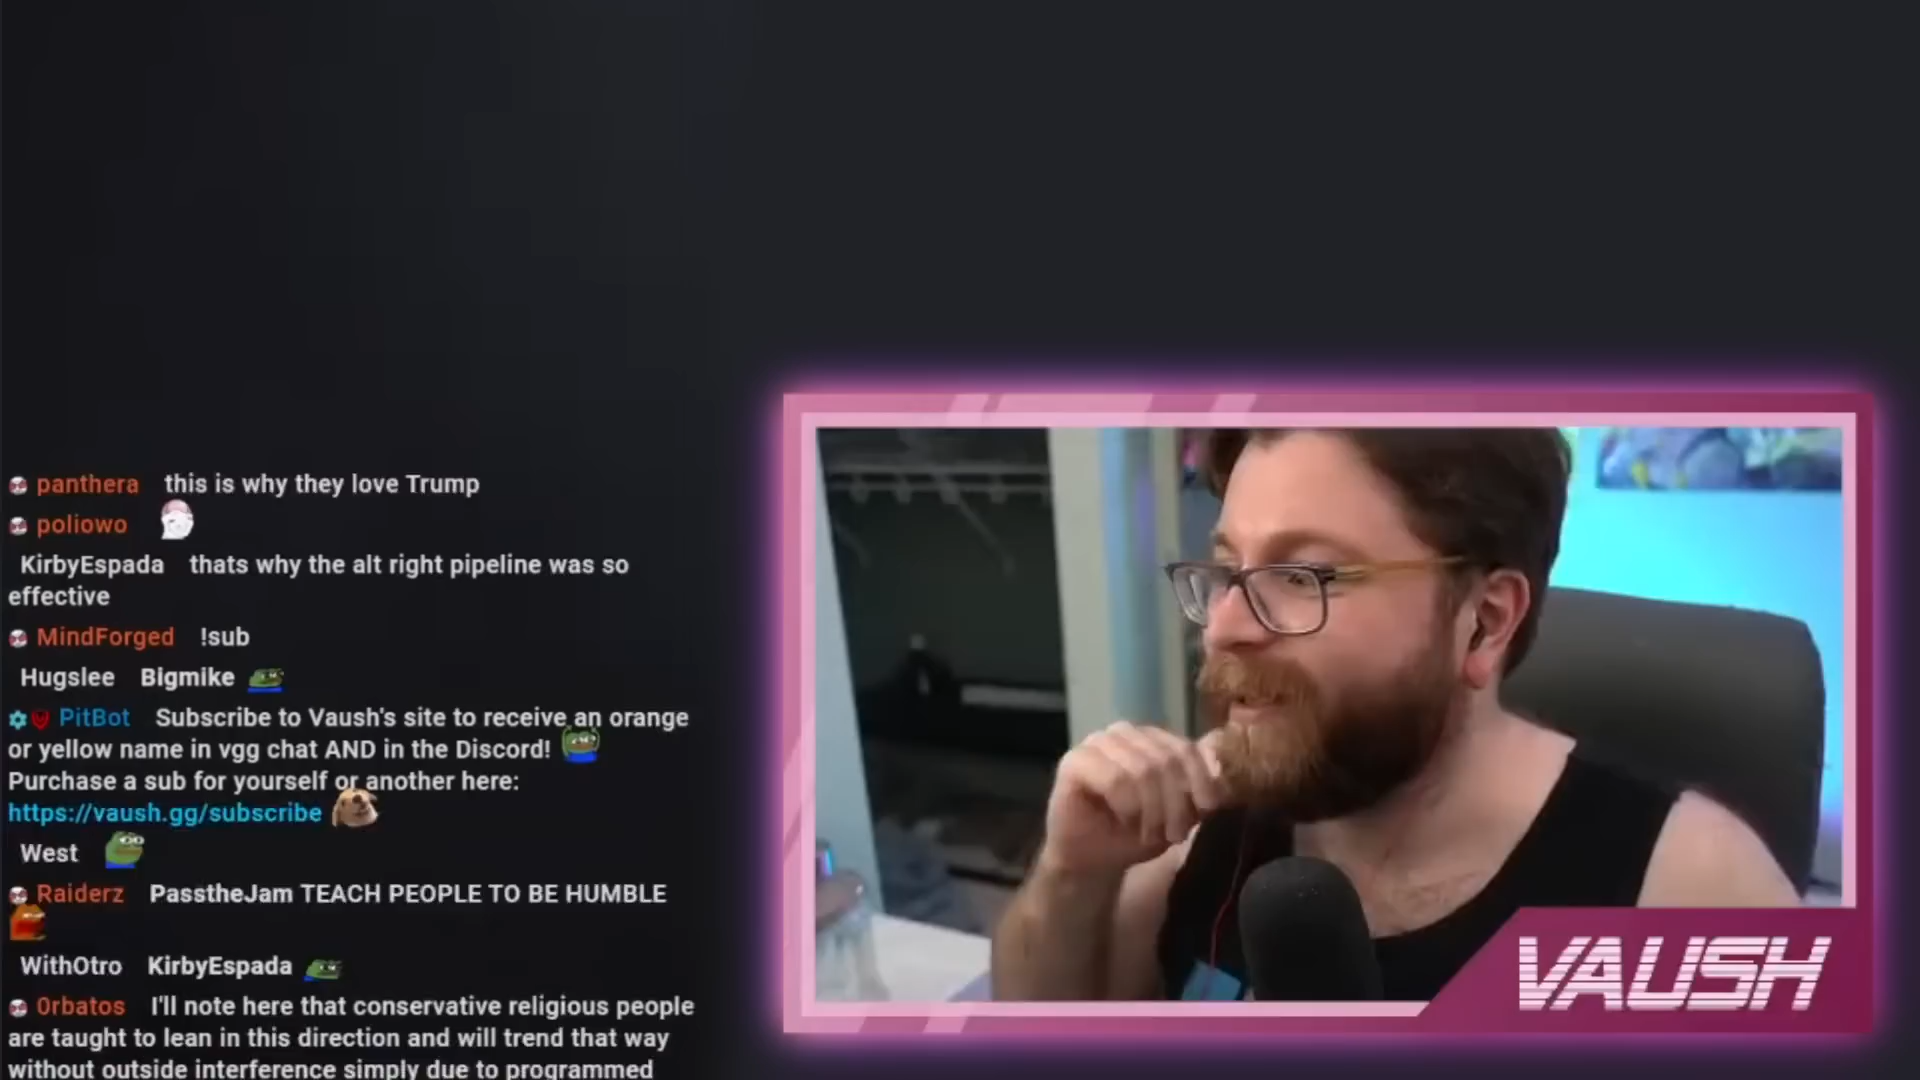 panthera this is why they love Trump
poliowo
KirbyEspada thats why the alt right pipeline was so
effective
MindForged !sub
Hugslee Bigmike
PitBot Subscribe to Vaush's site to receive an orange
or yellow name in vgg chat AND in the Discord!
Purchase a sub for yourself or another here:
https://vaush.gg/subscribe
West
Raiderz PasstheJam TEACH PEOPLE TO BE HUMBLE
WithOtro KirbyEspada
0rbatos I'll note here that conservative religious people
are taught to lean in this direction and will trend that way
without outside interference simply due to programmed
VAUSH